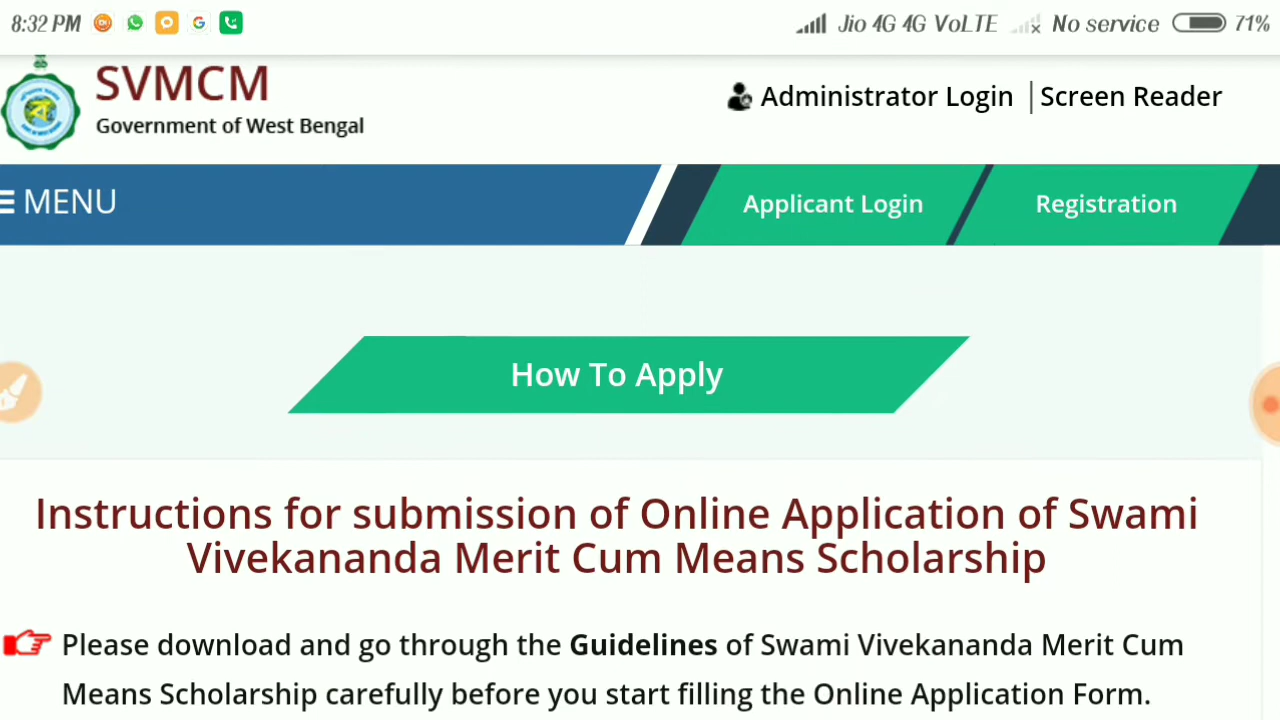 8:32 PM Jio 4G 4G VoLTE No service 71%
SVMCM
Government of West Bengal
Administrator Login | Screen Reader
MENU
Applicant Login
Registration
How To Apply
Instructions for submission of Online Application of Swami
Vivekananda Merit Cum Means Scholarship
Please download and go through the Guidelines of Swami Vivekananda Merit Cum
Means Scholarship carefully before you start filling the Online Application Form.